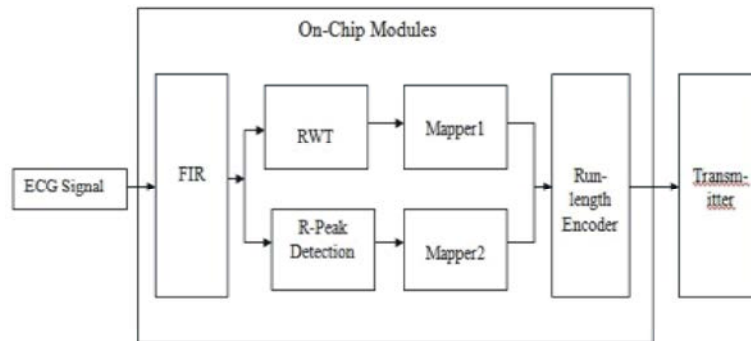 On-Chip Modules
ECG Signal
FIR
RWT
Mapper1
R-Peak
Detection
Mapper2
Run-
length
Encoder
Transm-
itter